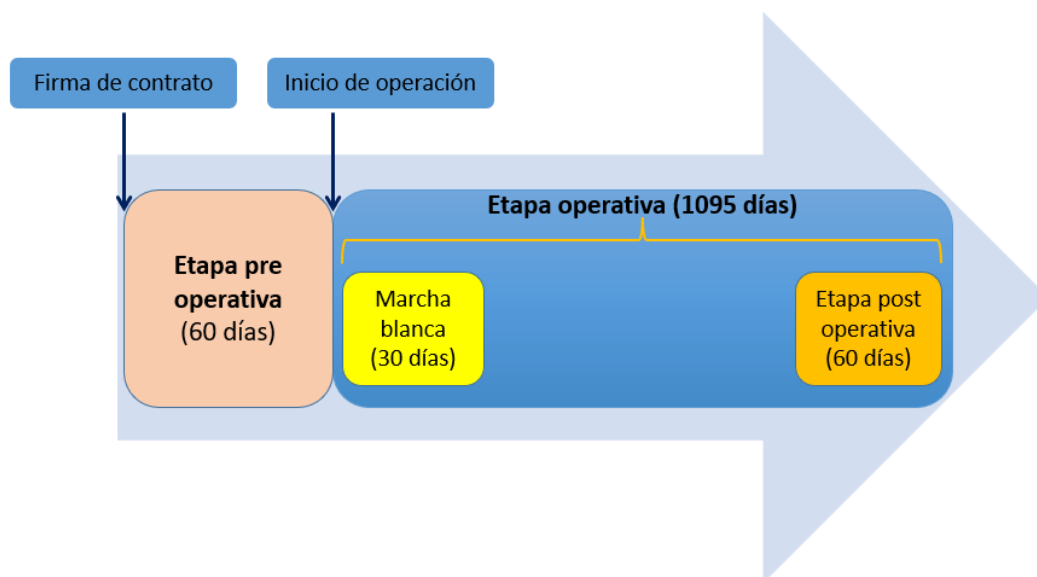 Firma de contrato
Inicio de operación
Etapa operativa (1095 días)
Etapa pre
operativa
(60 días)
Marcha
blanca
(30 días)
Etapa post
operativa
(60 días)